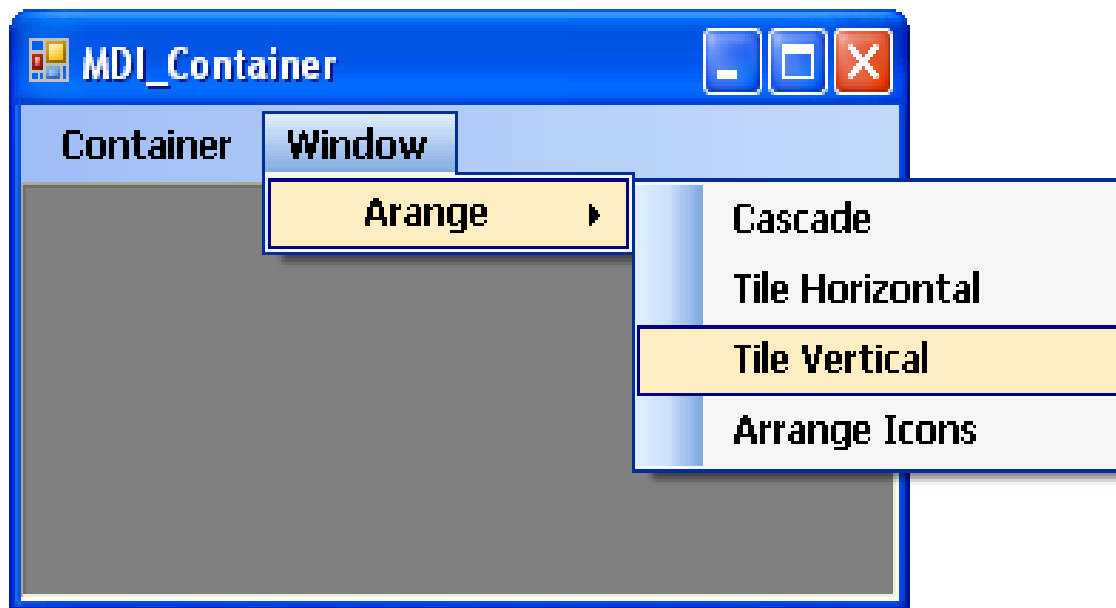 MDI_Container
Container Window
Arange
Cascade
Tile Horizontal
Tile Vertical
Arrange Icons